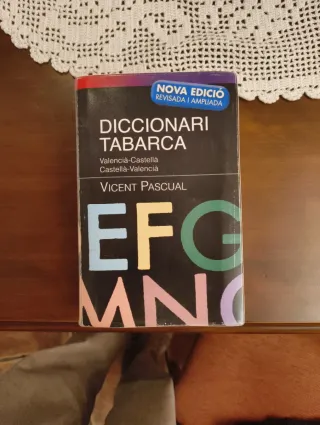 NOVA EDICIÓ
REVISADA I AMPLIADA
DICCIONARI
TABARCA
Valencià-Castellà
Castellà-Valencià
VICENT PASCUAL
EFG
MNO